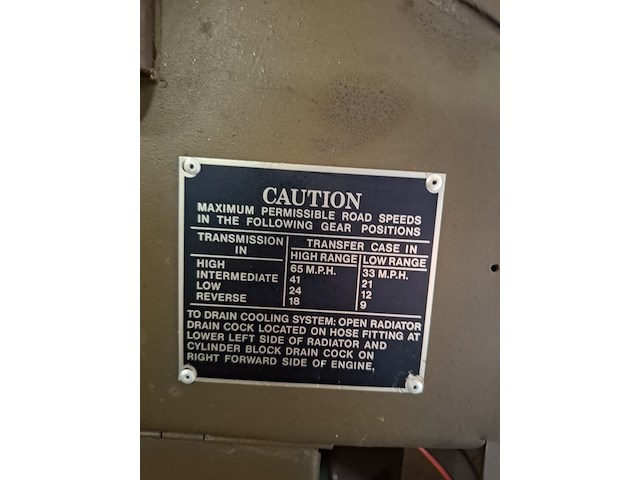 CAUTION
MAXIMUM PERMISSIBLE ROAD SPEEDS
IN THE FOLLOWING GEAR POSITIONS
TRANSMISSION IN TRANSFER CASE IN
HIGH RANGE LOW RANGE
HIGH 65 M.P.H. 33 M.P.H.
INTERMEDIATE 41 21
LOW 24 12
REVERSE 18 9
TO DRAIN COOLING SYSTEM: OPEN RADIATOR
DRAIN COCK LOCATED ON HOSE FITTING AT
LOWER LEFT SIDE OF RADIATOR AND
CYLINDER BLOCK DRAIN COCK ON
RIGHT FORWARD SIDE OF ENGINE,